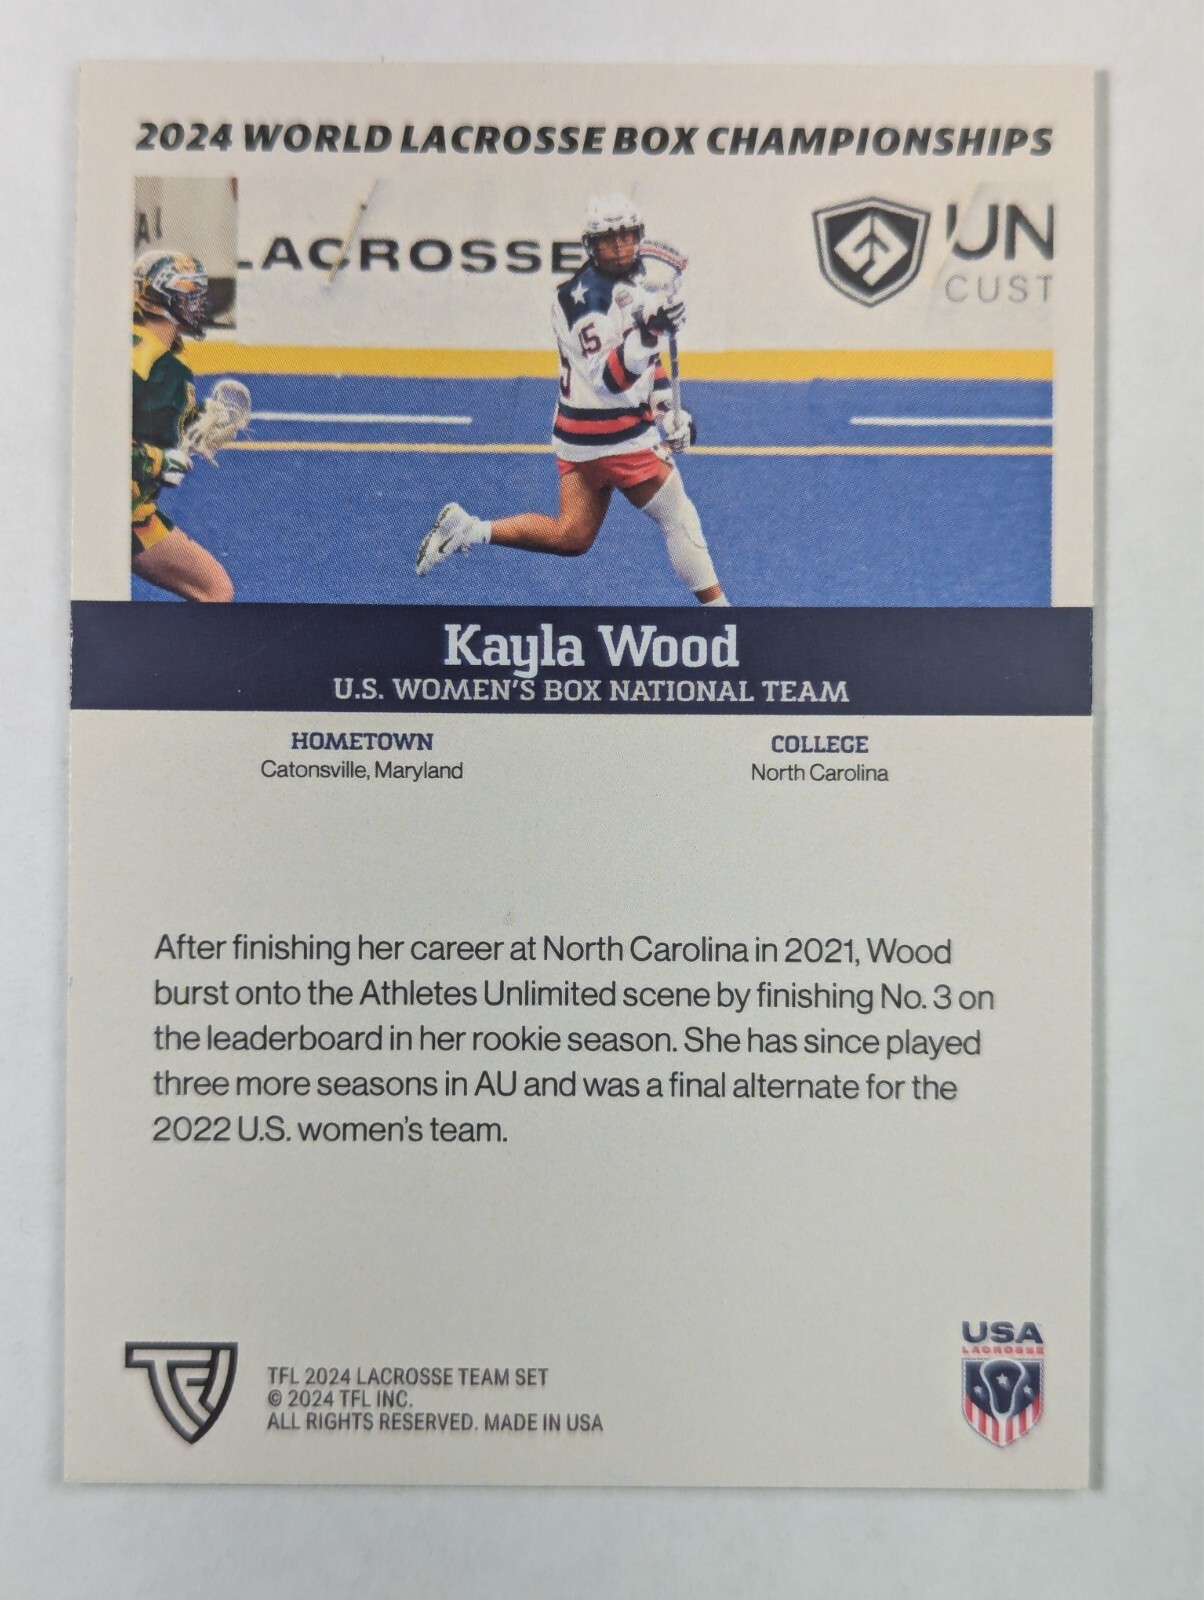 2024 WORLD LACROSSE BOX CHAMPIONSHIPS
LACROSSE
UN
CUST
15
Kayla Wood
U.S. WOMEN'S BOX NATIONAL TEAM
HOMETOWN
Catonsville, Maryland
COLLEGE
North Carolina
After finishing her career at North Carolina in 2021, Wood
burst onto the Athletes Unlimited scene by finishing No. 3 on
the leaderboard in her rookie season. She has since played
three more seasons in AU and was a final alternate for the
2022 U.S. women's team.
TFL
TFL 2024 LACROSSE TEAM SET
© 2024 TFL INC.
ALL RIGHTS RESERVED. MADE IN USA
USA
LACROSSE